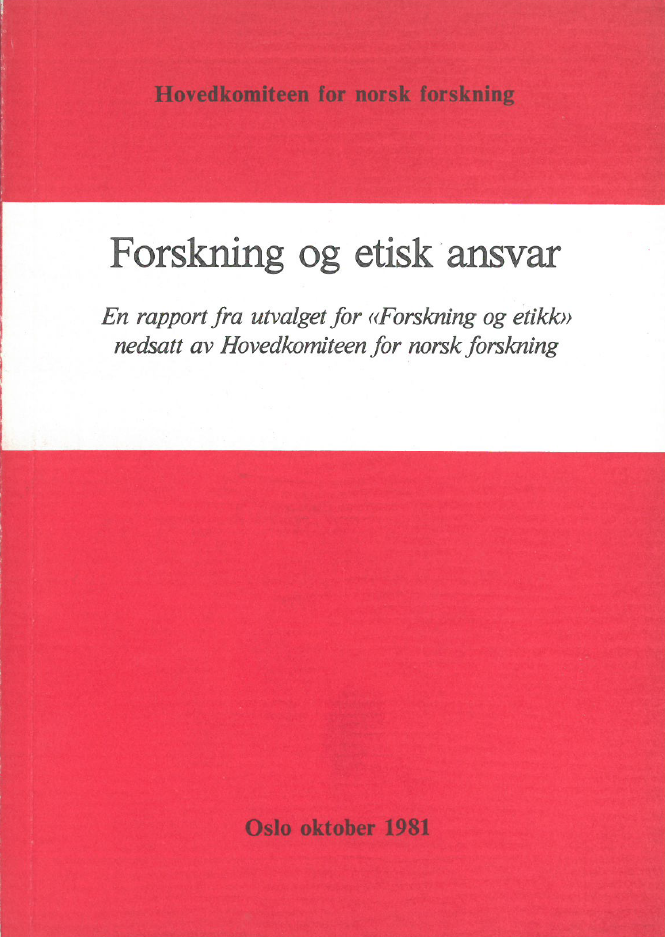 Hovedkomiteen for norsk forskning
Forskning og etisk ansvar
En rapport fra utvalget for «Forskning og etikk»
nedsatt av Hovedkomiteen for norsk forskning
Oslo oktober 1981